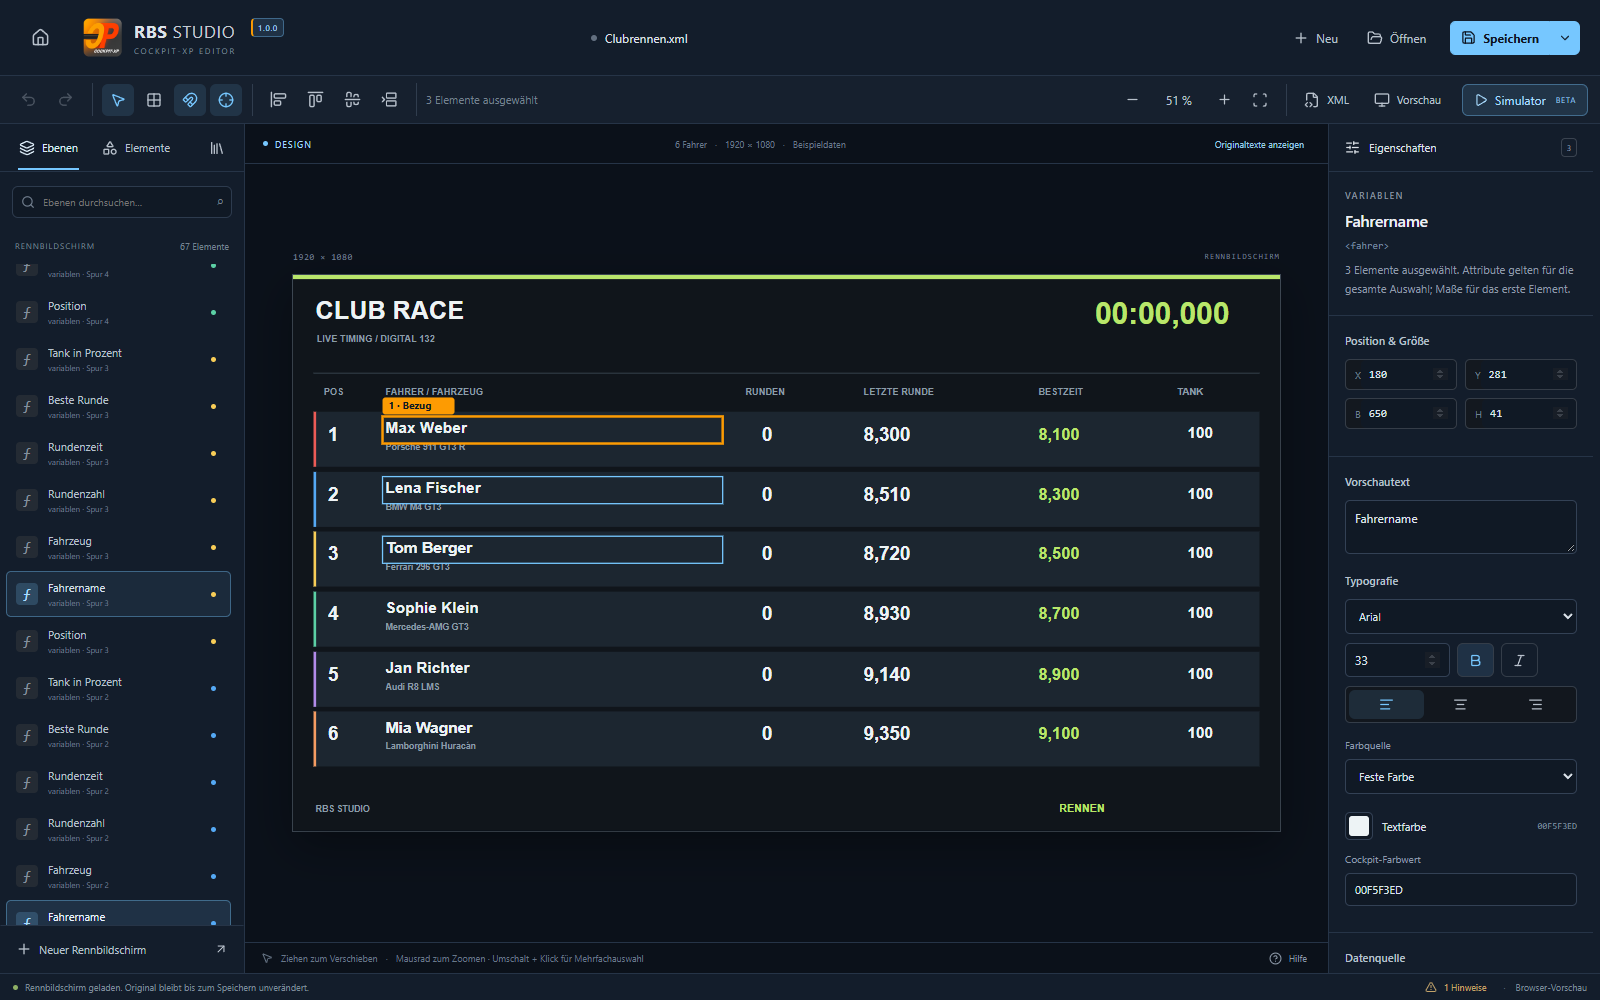 RBS STUDIO
1.0.0
COCKPIT-XP EDITOR
Clubrennen.xml
Neu
Öffnen
Speichern
3 Elemente ausgewählt
51 %
XML
Vorschau
Simulator BETA
Ebenen
Elemente
DESIGN
6 Fahrer · 1920 × 1080 · Beispieldaten
Originaltexte anzeigen
Eigenschaften
3
Ebenen durchsuchen...
RENNBILDSCHIRM
67 Elemente
variablen · Spur 4
Position
variablen · Spur 4
Tank in Prozent
variablen · Spur 3
Beste Runde
variablen · Spur 3
Rundenzeit
variablen · Spur 3
Rundenzahl
variablen · Spur 3
Fahrzeug
variablen · Spur 3
Fahrername
variablen · Spur 3
Position
variablen · Spur 3
Tank in Prozent
variablen · Spur 2
Beste Runde
variablen · Spur 2
Rundenzeit
variablen · Spur 2
Rundenzahl
variablen · Spur 2
Fahrzeug
variablen · Spur 2
Fahrername
Neuer Rennbildschirm
1920 × 1080
RENNBILDSCHIRM
CLUB RACE
00:00,000
LIVE TIMING / DIGITAL 132
POS FAHRER / FAHRZEUG RUNDEN LETZTE RUNDE BESTZEIT TANK
1 · Bezug
1 Max Weber 0 8,300 8,100 100
Porsche 911 GT3 R
2 Lena Fischer 0 8,510 8,300 100
BMW M4 GT3
3 Tom Berger 0 8,720 8,500 100
Ferrari 296 GT3
4 Sophie Klein 0 8,930 8,700 100
Mercedes-AMG GT3
5 Jan Richter 0 9,140 8,900 100
Audi R8 LMS
6 Mia Wagner 0 9,350 9,100 100
Lamborghini Huracán
RBS STUDIO
RENNEN
Ziehen zum Verschieben · Mausrad zum Zoomen · Umschalt + Klick für Mehrfachauswahl
Hilfe
VARIABLEN
Fahrername
<fahrer>
3 Elemente ausgewählt. Attribute gelten für die
gesamte Auswahl; Maße für das erste Element.
Position & Größe
X 180
Y 281
B 650
H 41
Vorschautext
Fahrername
Typografie
Arial
33
B
I
Farbquelle
Feste Farbe
Textfarbe
00F5F3ED
Cockpit-Farbwert
00F5F3ED
Datenquelle
Rennbildschirm geladen. Original bleibt bis zum Speichern unverändert.
1 Hinweise
· Browser-Vorschau